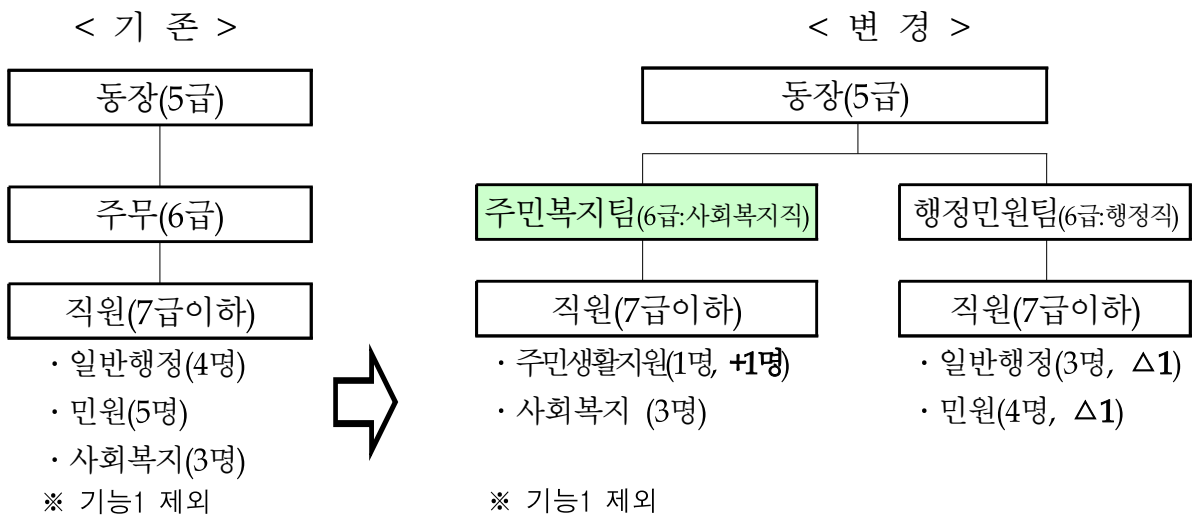 < 기 존 >
동장(5급)
주무(6급)
직원(7급이하)
· 일반행정(4명)
· 민원(5명)
· 사회복지(3명)
※ 기능1 제외
< 변 경 >
동장(5급)
주민복지팀(6급:사회복지직)
직원(7급이하)
· 주민생활지원(1명, +1명)
· 사회복지 (3명)
※ 기능1 제외
행정민원팀(6급:행정직)
직원(7급이하)
· 일반행정(3명, △1)
· 민원(4명, △1)